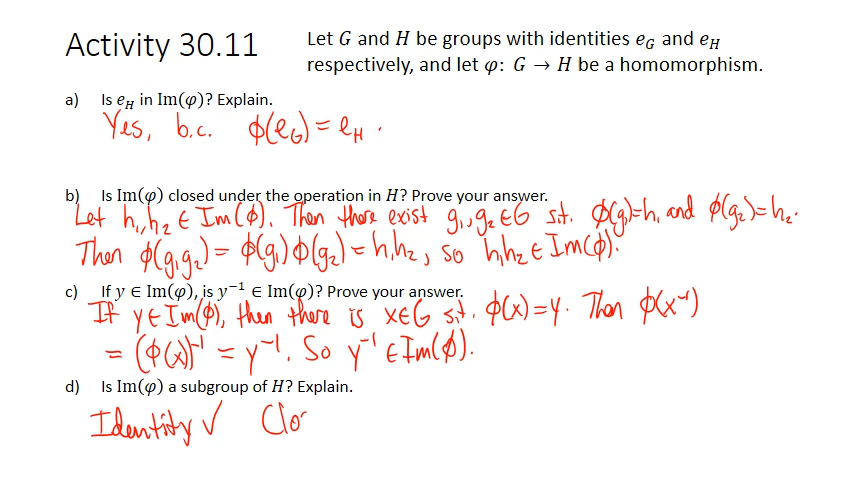 Activity 30.11
Let G and H be groups with identities e_G and e_H
respectively, and let φ: G → H be a homomorphism.
a) Is e_H in Im(φ)? Explain.
Yes, b.c. ϕ(e_G) = e_H .
b) Is Im(φ) closed under the operation in H? Prove your answer.
Let h₁, h₂ ∈ Im(ϕ). Then there exist g₁, g₂ ∈ G s.t. ϕ(g₁)=h₁ and ϕ(g₂)=h₂.
Then ϕ(g₁g₂) = ϕ(g₁)ϕ(g₂) = h₁h₂, so h₁h₂ ∈ Im(ϕ).
c) If y ∈ Im(φ), is y⁻¹ ∈ Im(φ)? Prove your answer.
If y ∈ Im(ϕ), then there is x ∈ G s.t. ϕ(x) = y. Then ϕ(x⁻¹)
= (ϕ(x))⁻¹ = y⁻¹. So y⁻¹ ∈ Im(ϕ).
d) Is Im(φ) a subgroup of H? Explain.
Identity ✓ Clo